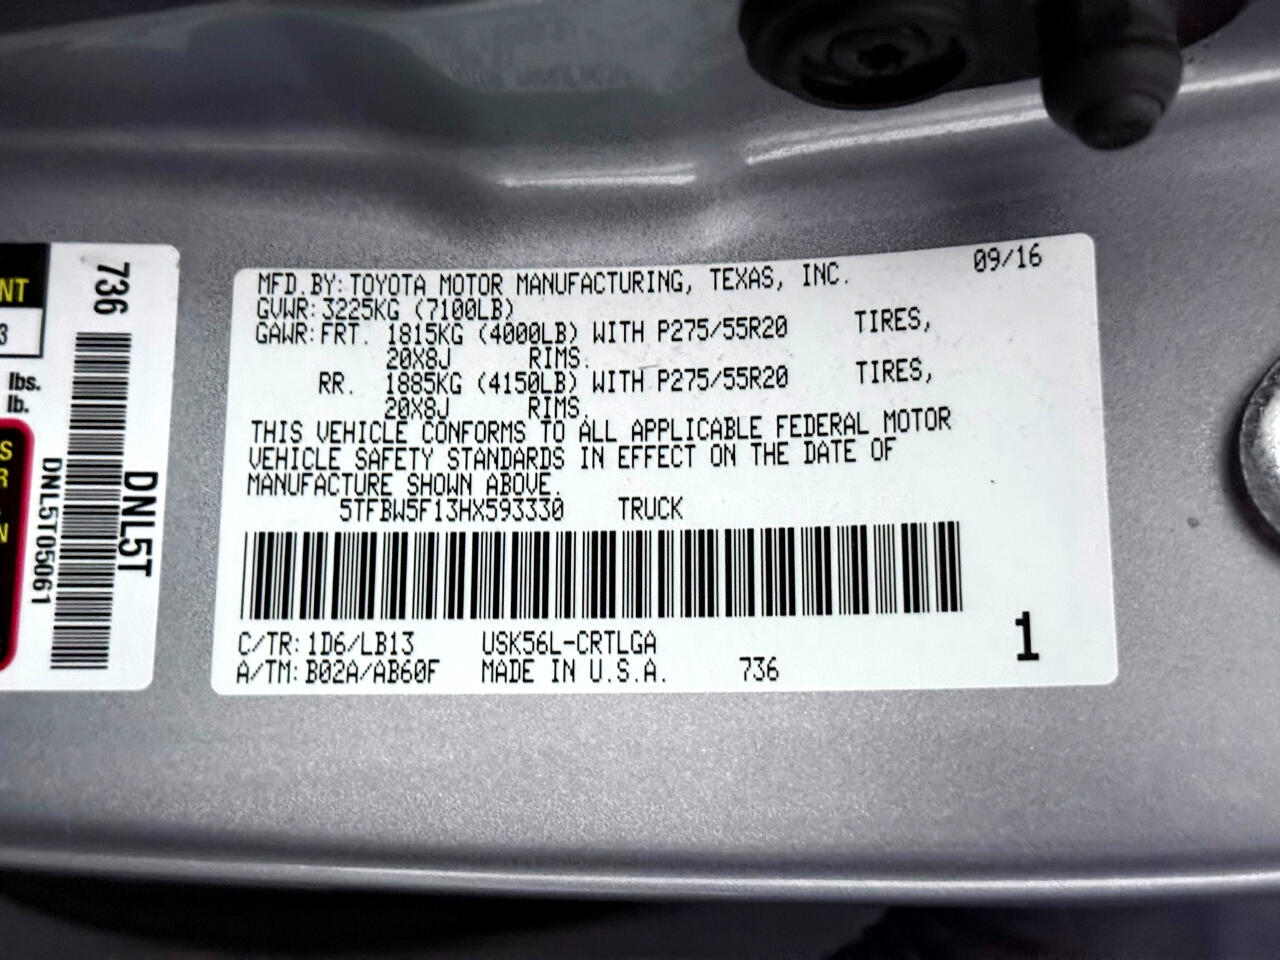 MFD.BY:TOYOTA MOTOR MANUFACTURING, TEXAS, INC. 09/16
GVWR:3225KG (7100LB)
GAWR:FRT. 1815KG (4000LB) WITH P275/55R20 TIRES,
20X8J RIMS.
RR. 1885KG (4150LB) WITH P275/55R20 TIRES,
20X8J RIMS.
THIS VEHICLE CONFORMS TO ALL APPLICABLE FEDERAL MOTOR
VEHICLE SAFETY STANDARDS IN EFFECT ON THE DATE OF
MANUFACTURE SHOWN ABOVE.
5TFBW5F13HX593330 TRUCK
C/TR:1D6/LB13 USK56L-CRTLGA
A/TM:B02A/AB60F MADE IN U.S.A. 736
1
736
DNL5T
DNL5T05061
NT
3
lbs.
lb.
S
R
N